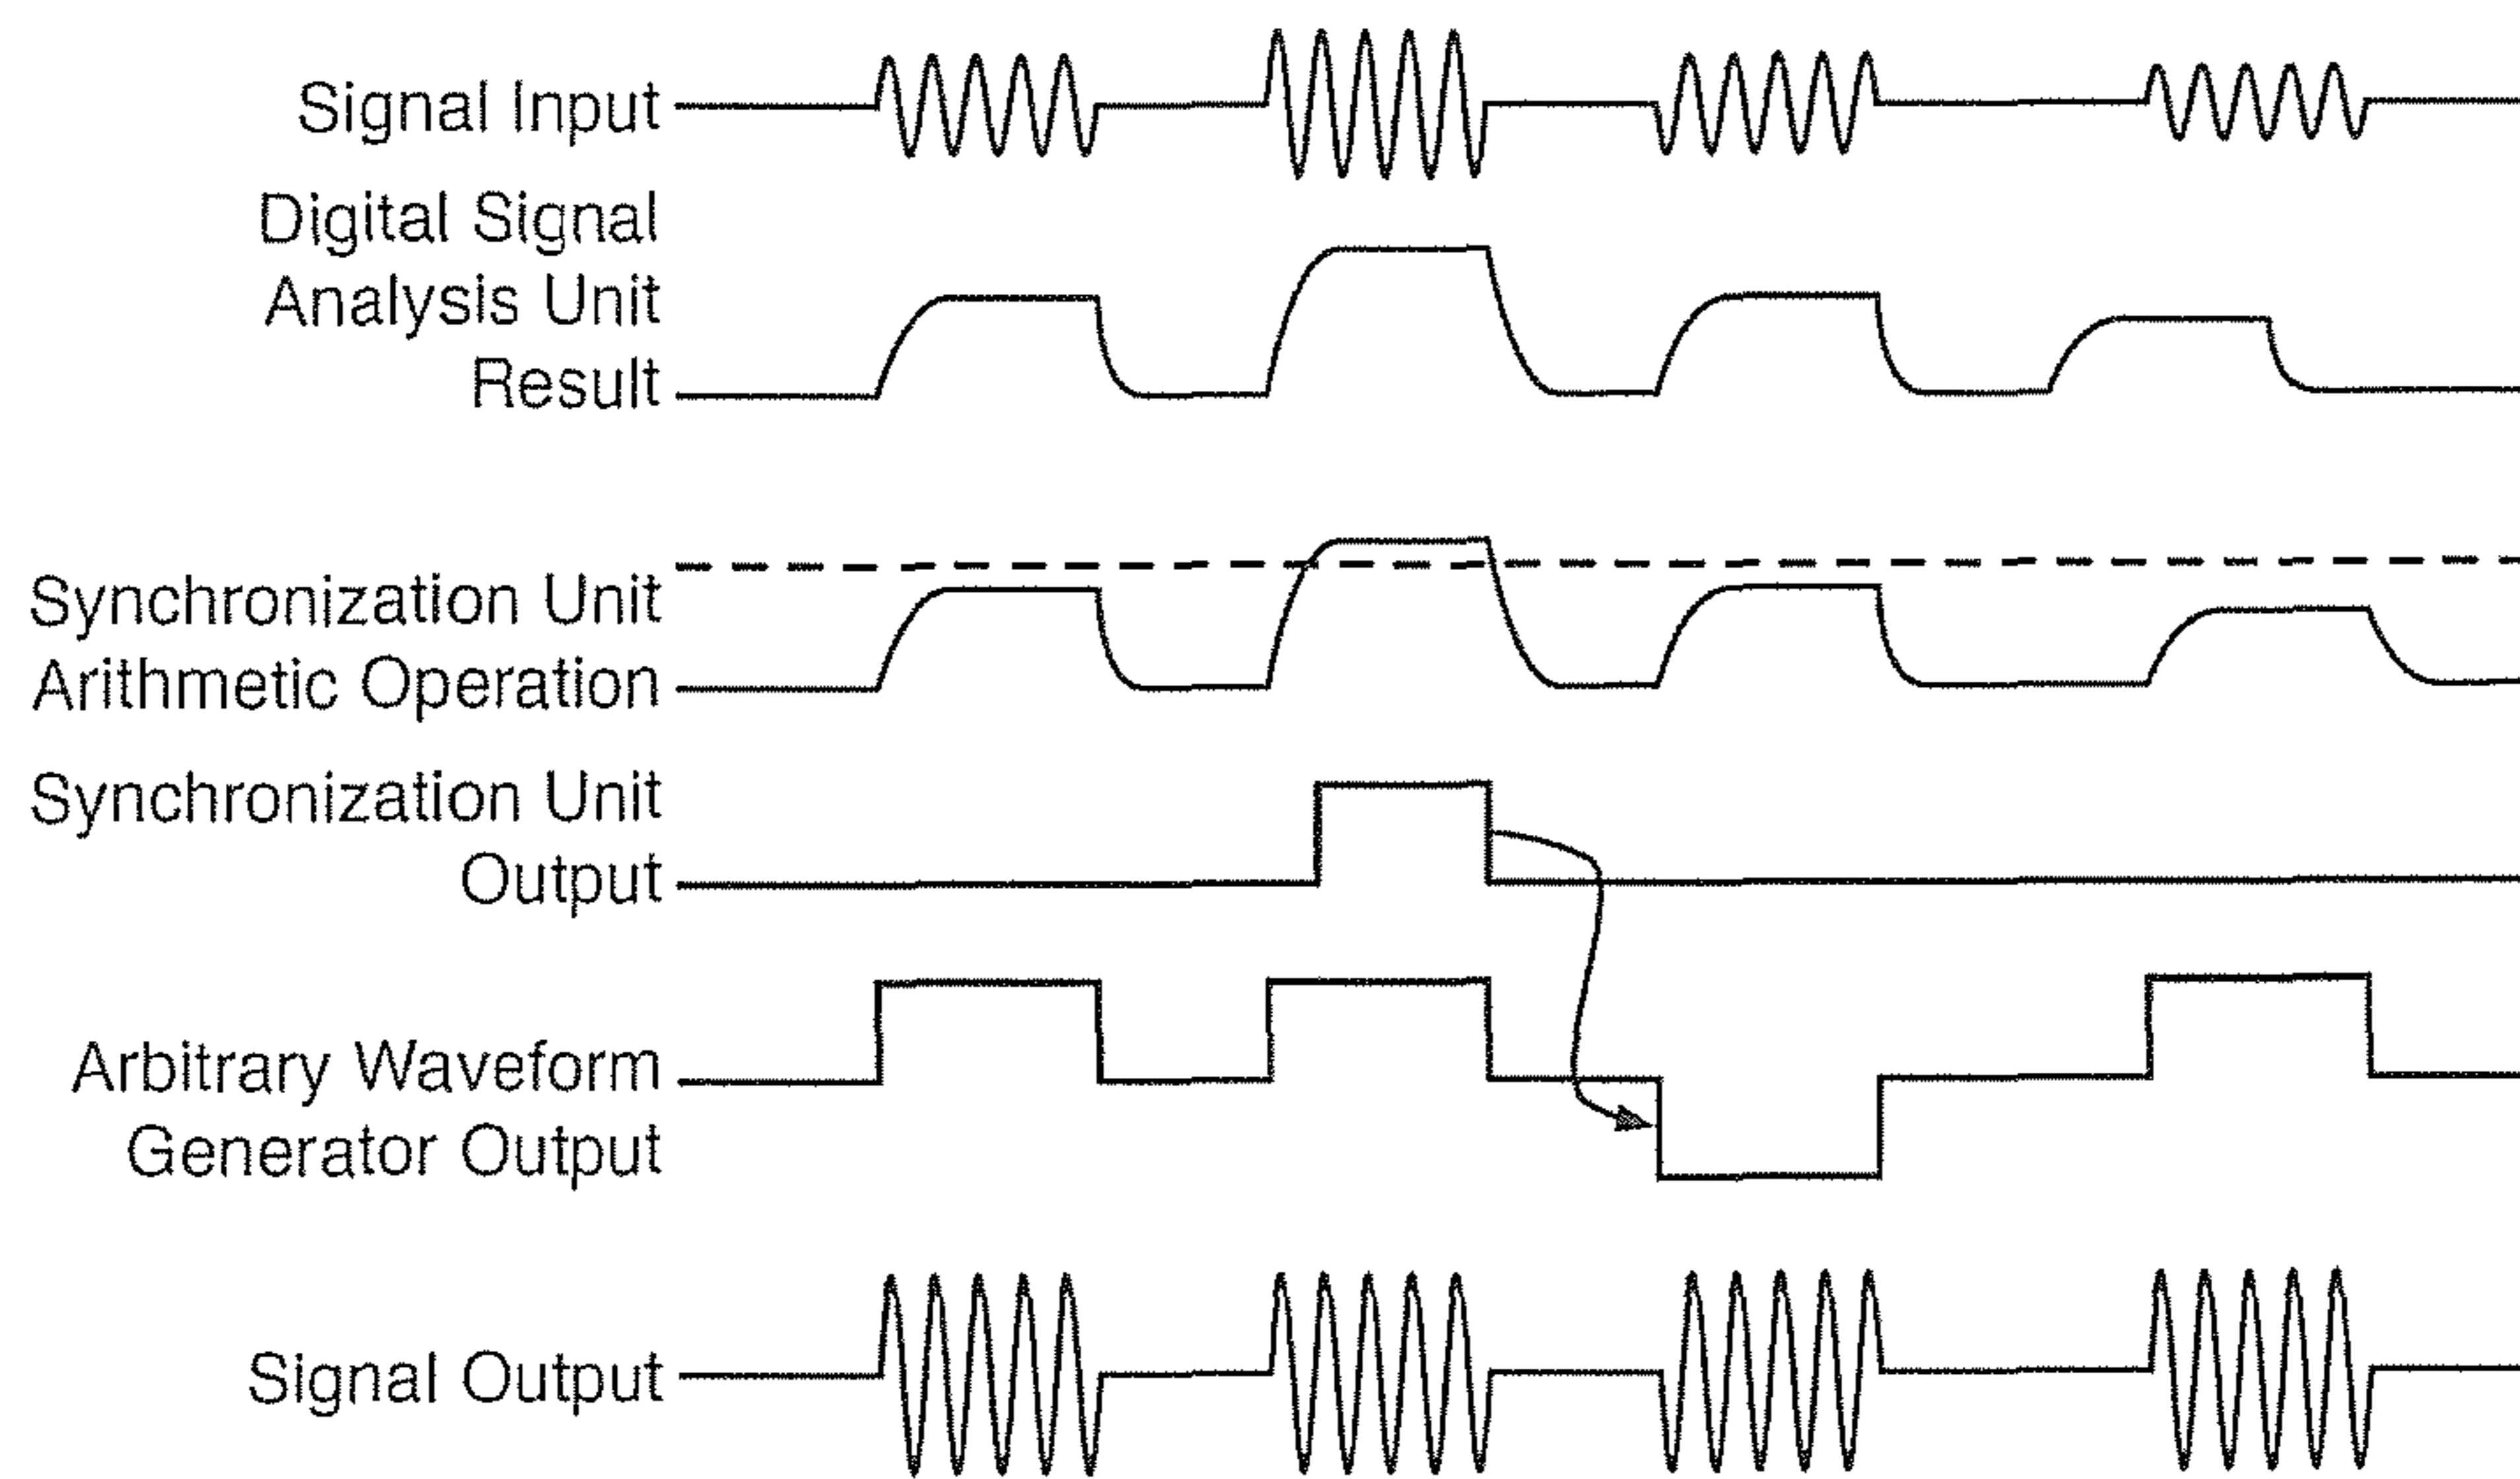 Signal Input
Digital Signal
Analysis Unit
Result
Synchronization Unit
Arithmetic Operation
Synchronization Unit
Output
Arbitrary Waveform
Generator Output
Signal Output